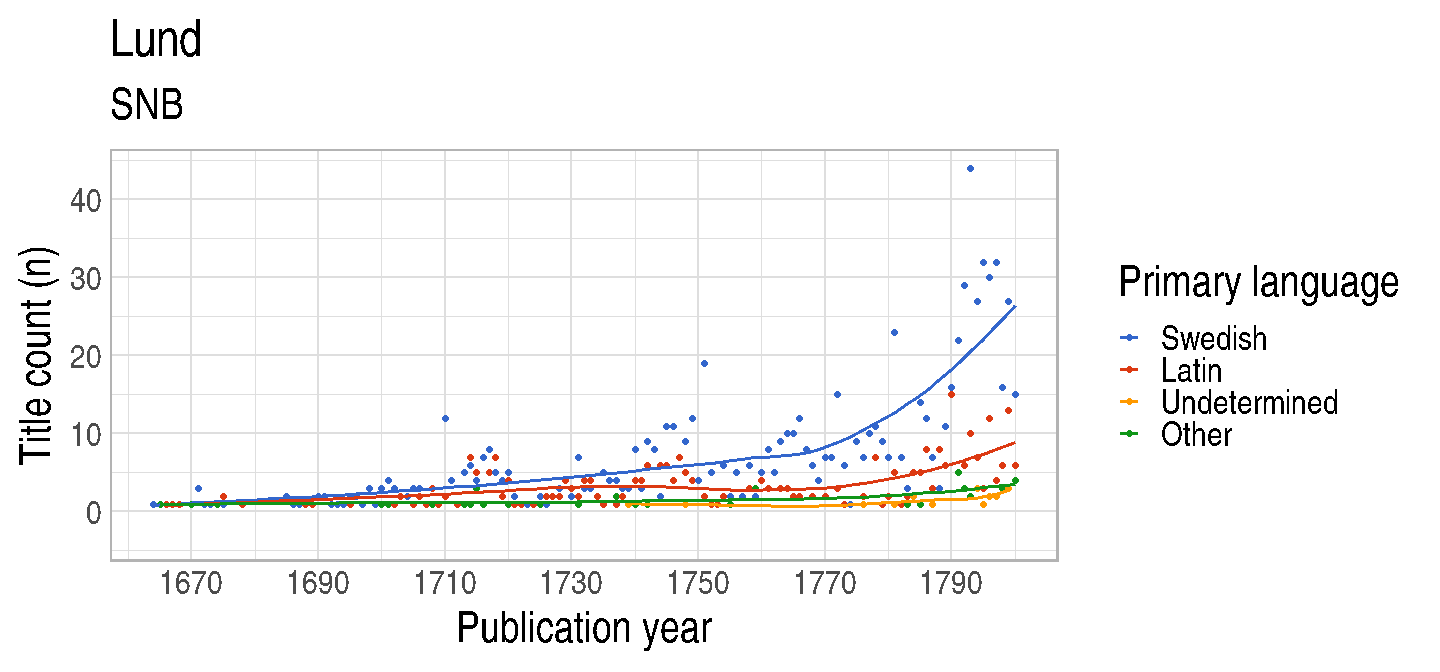 Lund
SNB
Title count (n)
40
30
20
10
0
1670 1690 1710 1730 1750 1770 1790
Publication year
Primary language
Swedish
Latin
Undetermined
Other